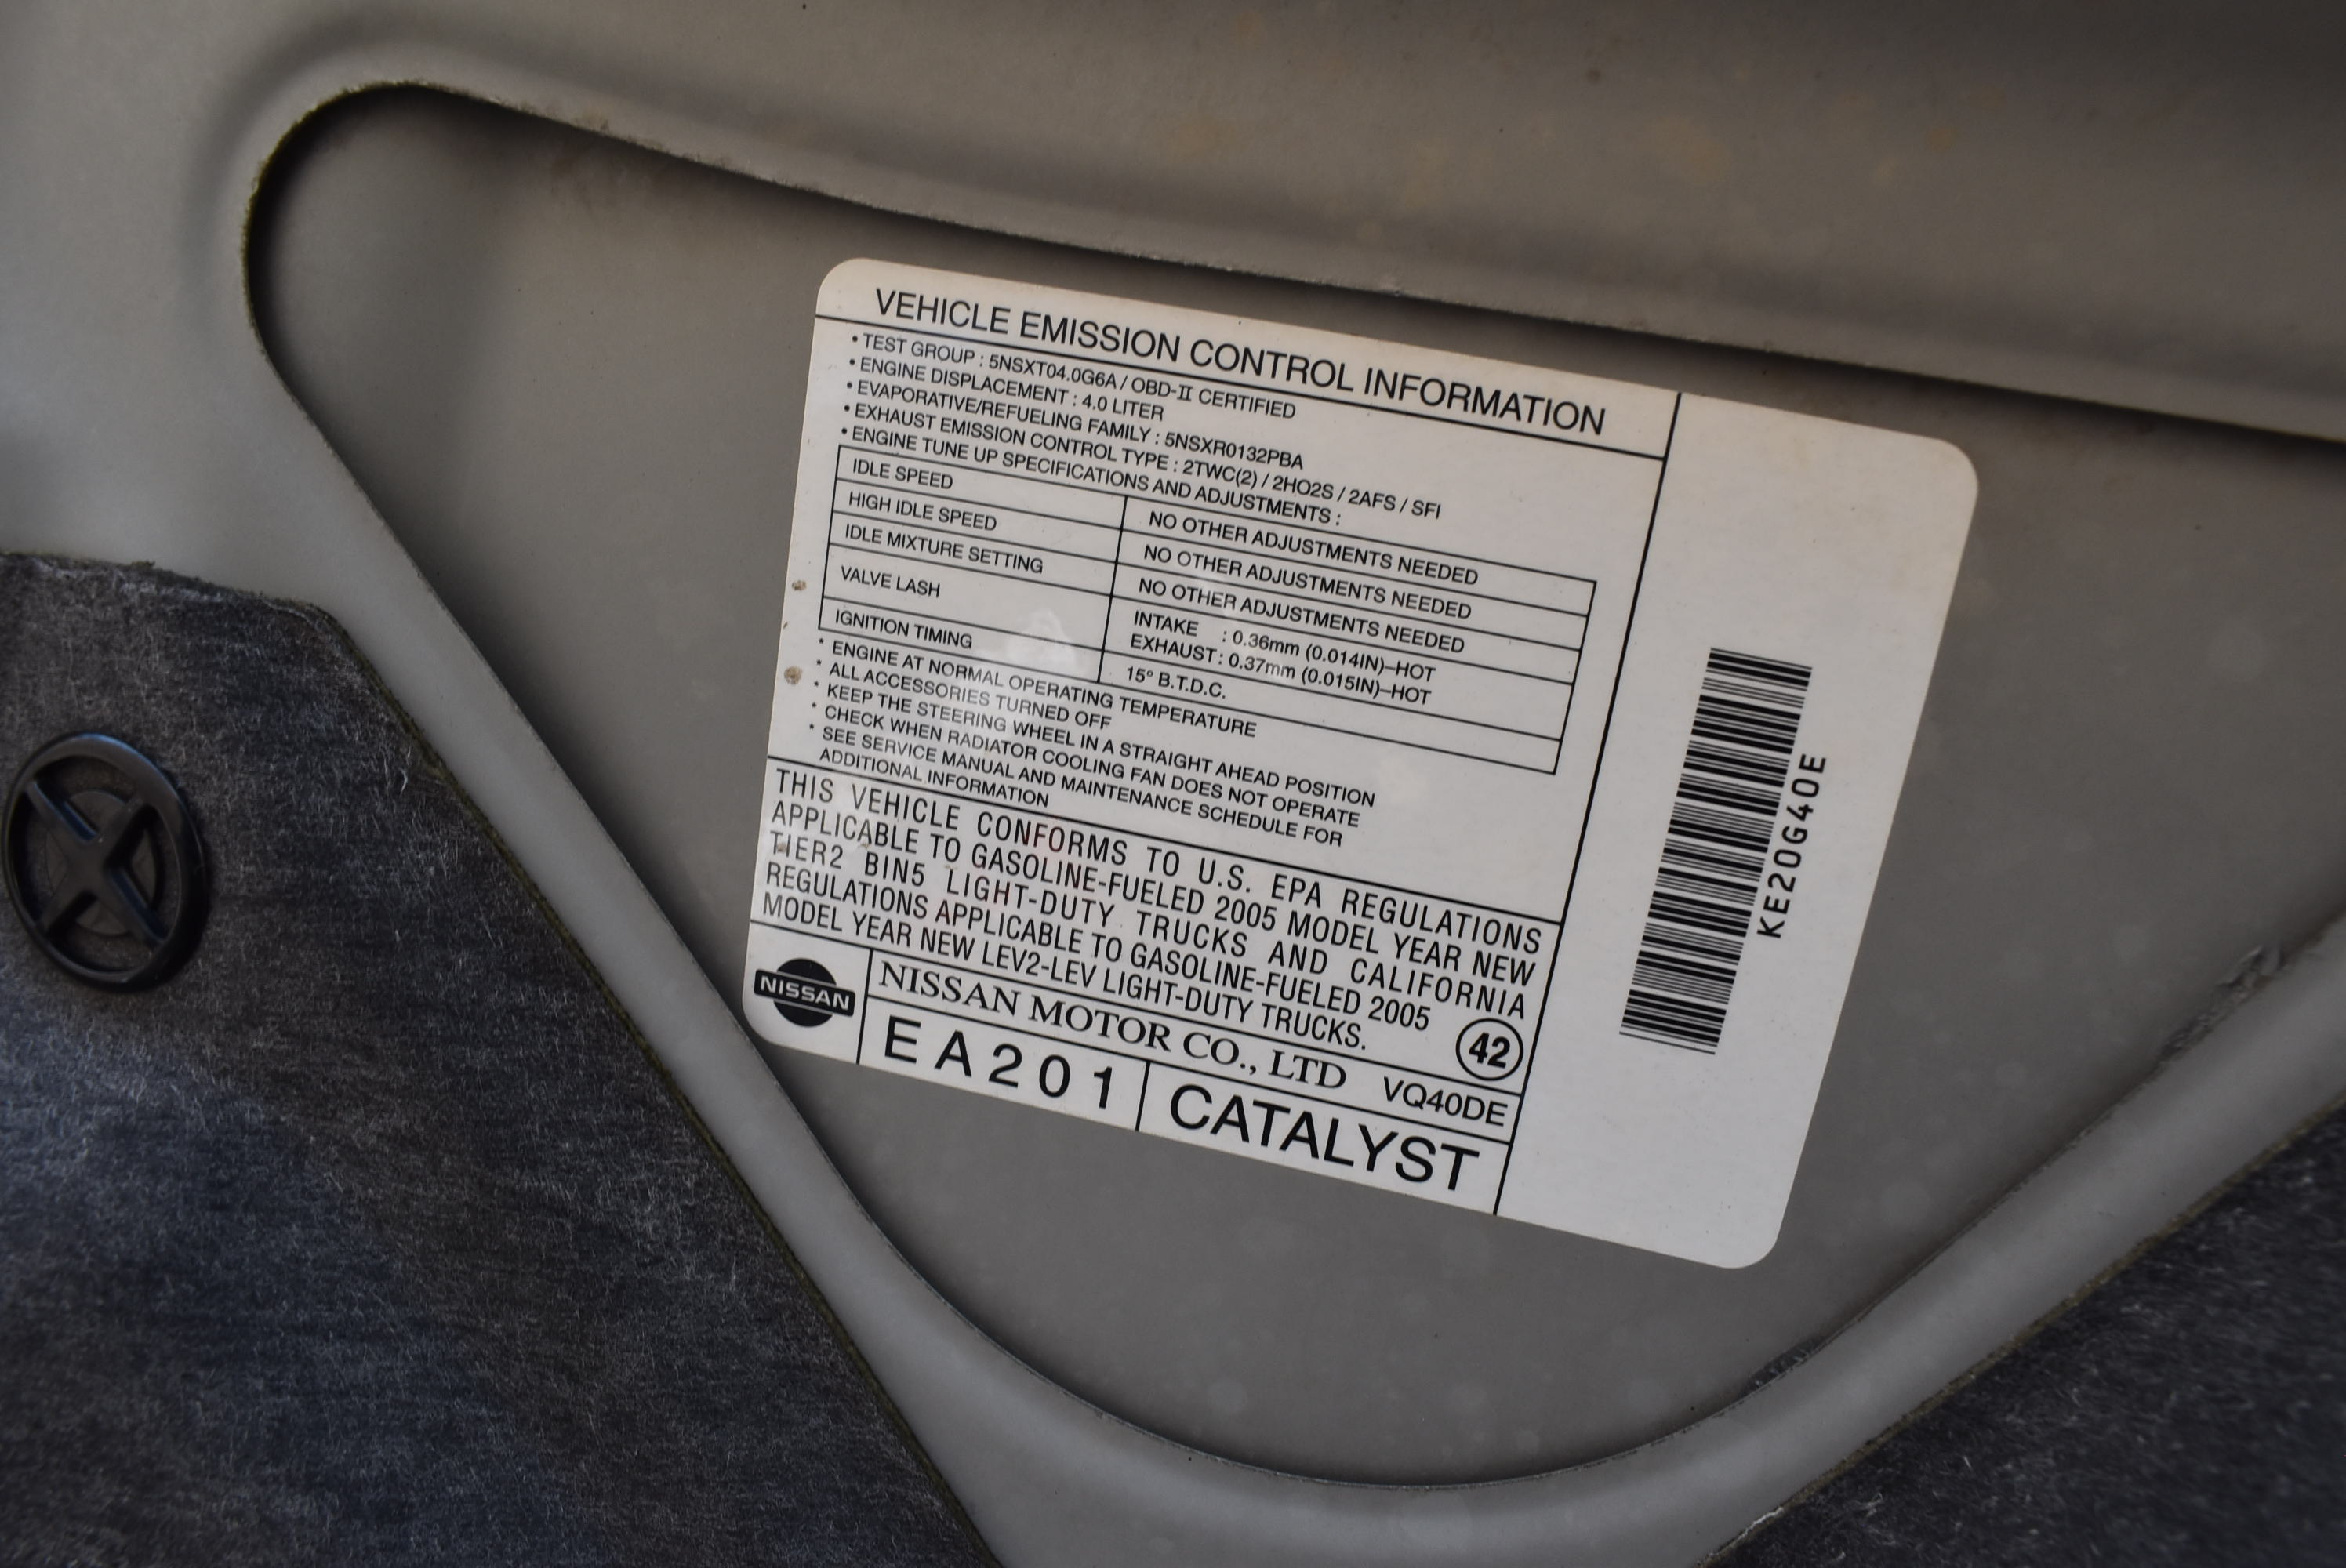 VEHICLE EMISSION CONTROL INFORMATION
• TEST GROUP : 5NSXT04.0G6A / OBD-II CERTIFIED
• ENGINE DISPLACEMENT : 4.0 LITER
• EVAPORATIVE/REFUELING FAMILY : 5NSXR0132PBA
• EXHAUST EMISSION CONTROL TYPE : 2TWC(2) / 2HO2S / 2AFS / SFI
• ENGINE TUNE UP SPECIFICATIONS AND ADJUSTMENTS :
IDLE SPEED NO OTHER ADJUSTMENTS NEEDED
HIGH IDLE SPEED NO OTHER ADJUSTMENTS NEEDED
IDLE MIXTURE SETTING NO OTHER ADJUSTMENTS NEEDED
VALVE LASH INTAKE : 0.36mm (0.014IN)–HOT
EXHAUST : 0.37mm (0.015IN)–HOT
IGNITION TIMING 15° B.T.D.C.
* ENGINE AT NORMAL OPERATING TEMPERATURE
* ALL ACCESSORIES TURNED OFF
* KEEP THE STEERING WHEEL IN A STRAIGHT AHEAD POSITION
* CHECK WHEN RADIATOR COOLING FAN DOES NOT OPERATE
* SEE SERVICE MANUAL AND MAINTENANCE SCHEDULE FOR
ADDITIONAL INFORMATION
THIS VEHICLE CONFORMS TO U.S. EPA REGULATIONS
APPLICABLE TO GASOLINE-FUELED 2005 MODEL YEAR NEW
TIER2 BIN5 LIGHT-DUTY TRUCKS AND CALIFORNIA
REGULATIONS APPLICABLE TO GASOLINE-FUELED 2005
MODEL YEAR NEW LEV2-LEV LIGHT-DUTY TRUCKS.
42
NISSAN
NISSAN MOTOR CO., LTD VQ40DE
EA201 CATALYST
KE20G40E